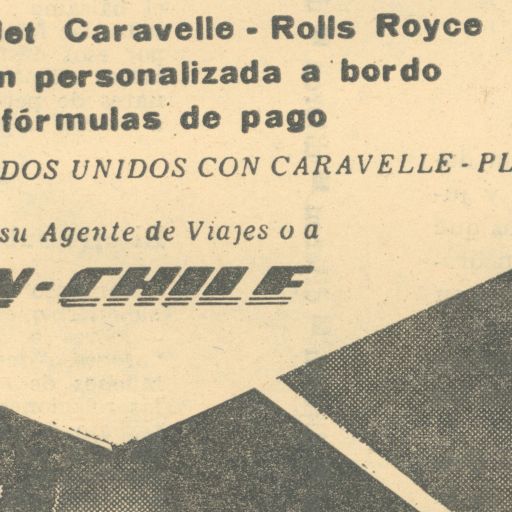 Jet Caravelle - Rolls Royce
n personalizada a bordo
fórmulas de pago
DOS UNIDOS CON CARAVELLE - PL
su Agente de Viajes o a
N-CHILE